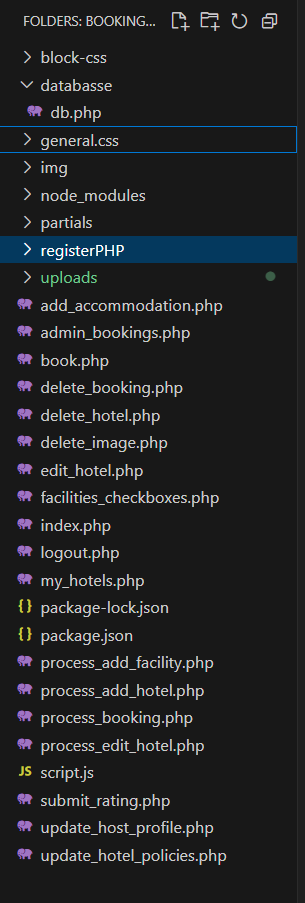 FOLDERS: BOOKING...
block-css
databasse
db.php
general.css
img
node_modules
partials
registerPHP
uploads
add_accommodation.php
admin_bookings.php
book.php
delete_booking.php
delete_hotel.php
delete_image.php
edit_hotel.php
facilities_checkboxes.php
index.php
logout.php
my_hotels.php
{} package-lock.json
{} package.json
process_add_facility.php
process_add_hotel.php
process_booking.php
process_edit_hotel.php
JS script.js
submit_rating.php
update_host_profile.php
update_hotel_policies.php